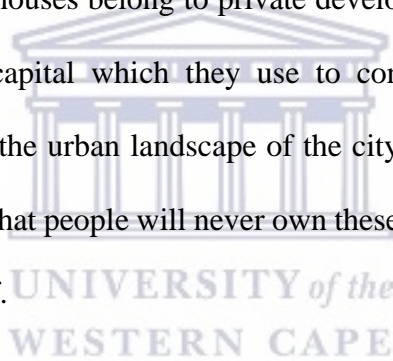 houses belong to private develo
capital which they use to con
the urban landscape of the city
hat people will never own these
UNIVERSITY of the
WESTERN CAPE